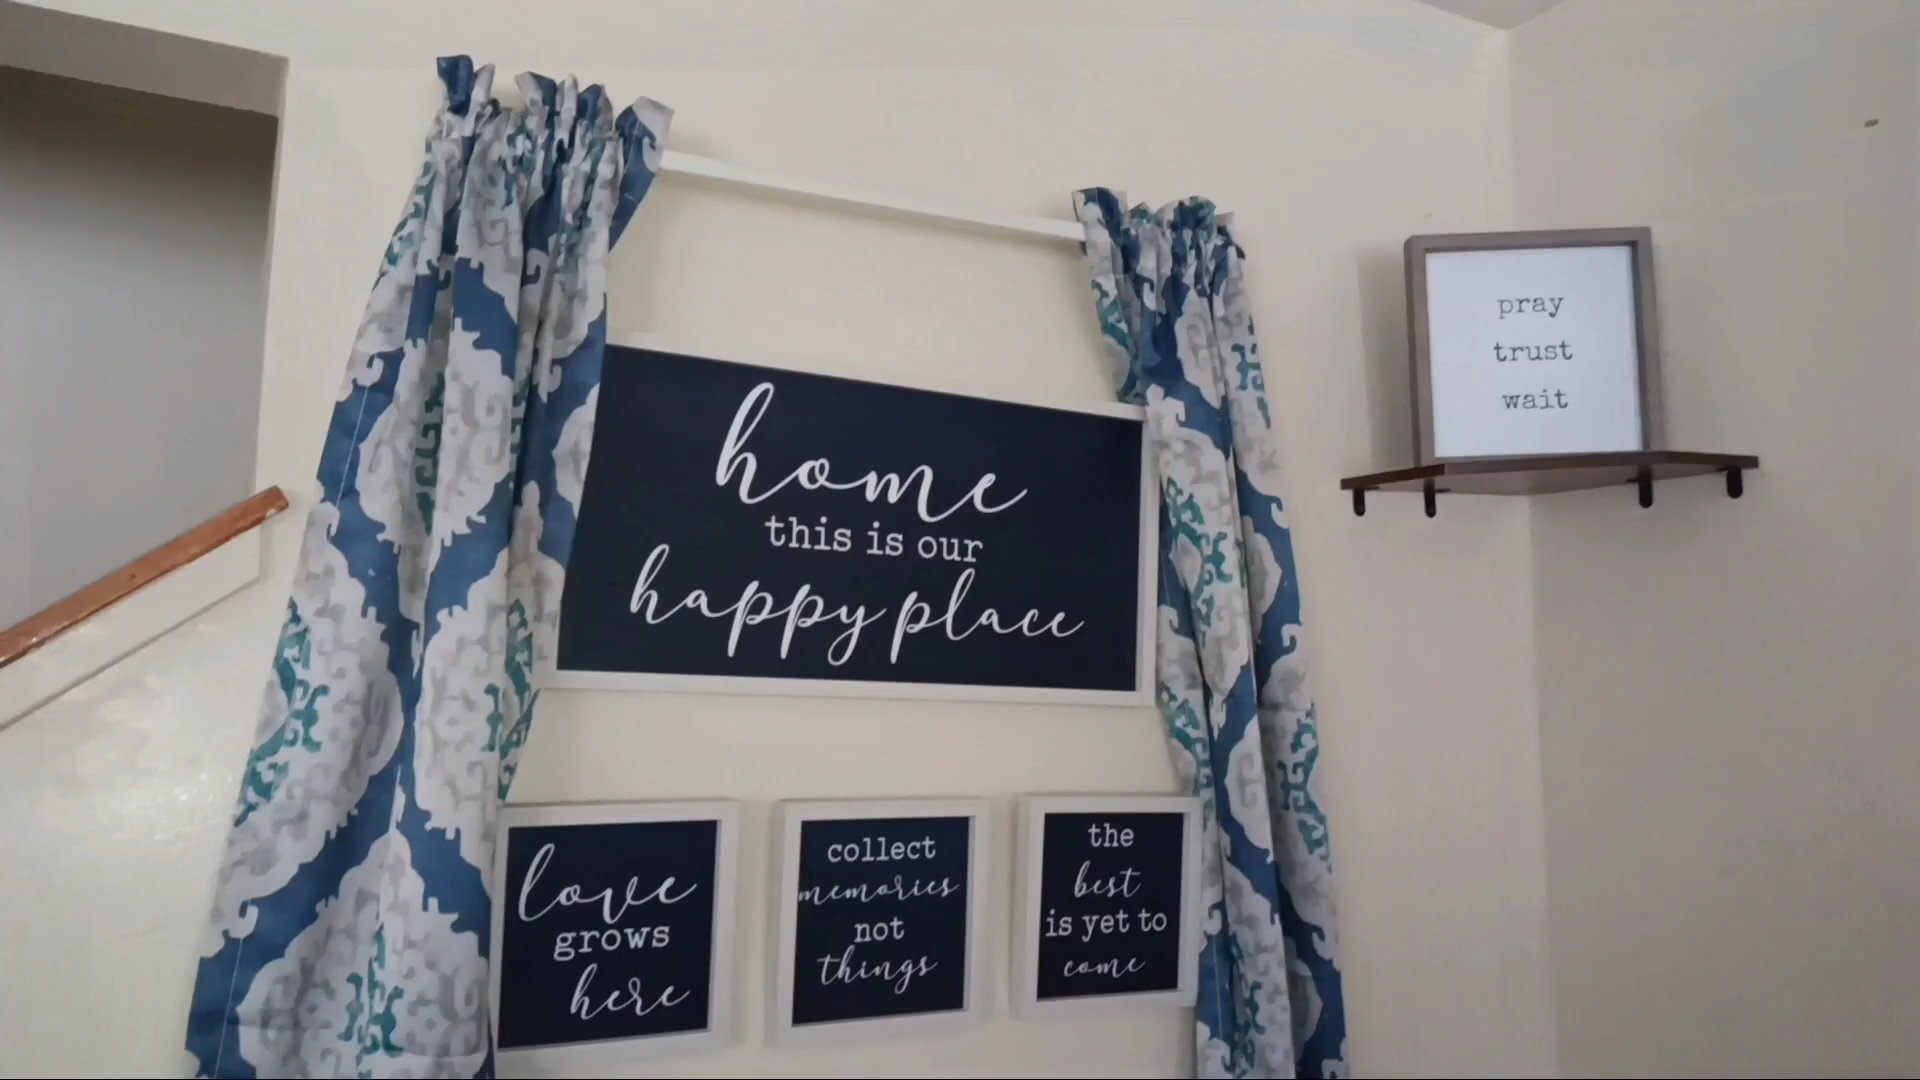 home
this is our
happy place
pray
trust
wait
love
grows
here
collect
memories
not
things
the
best
is yet to
come